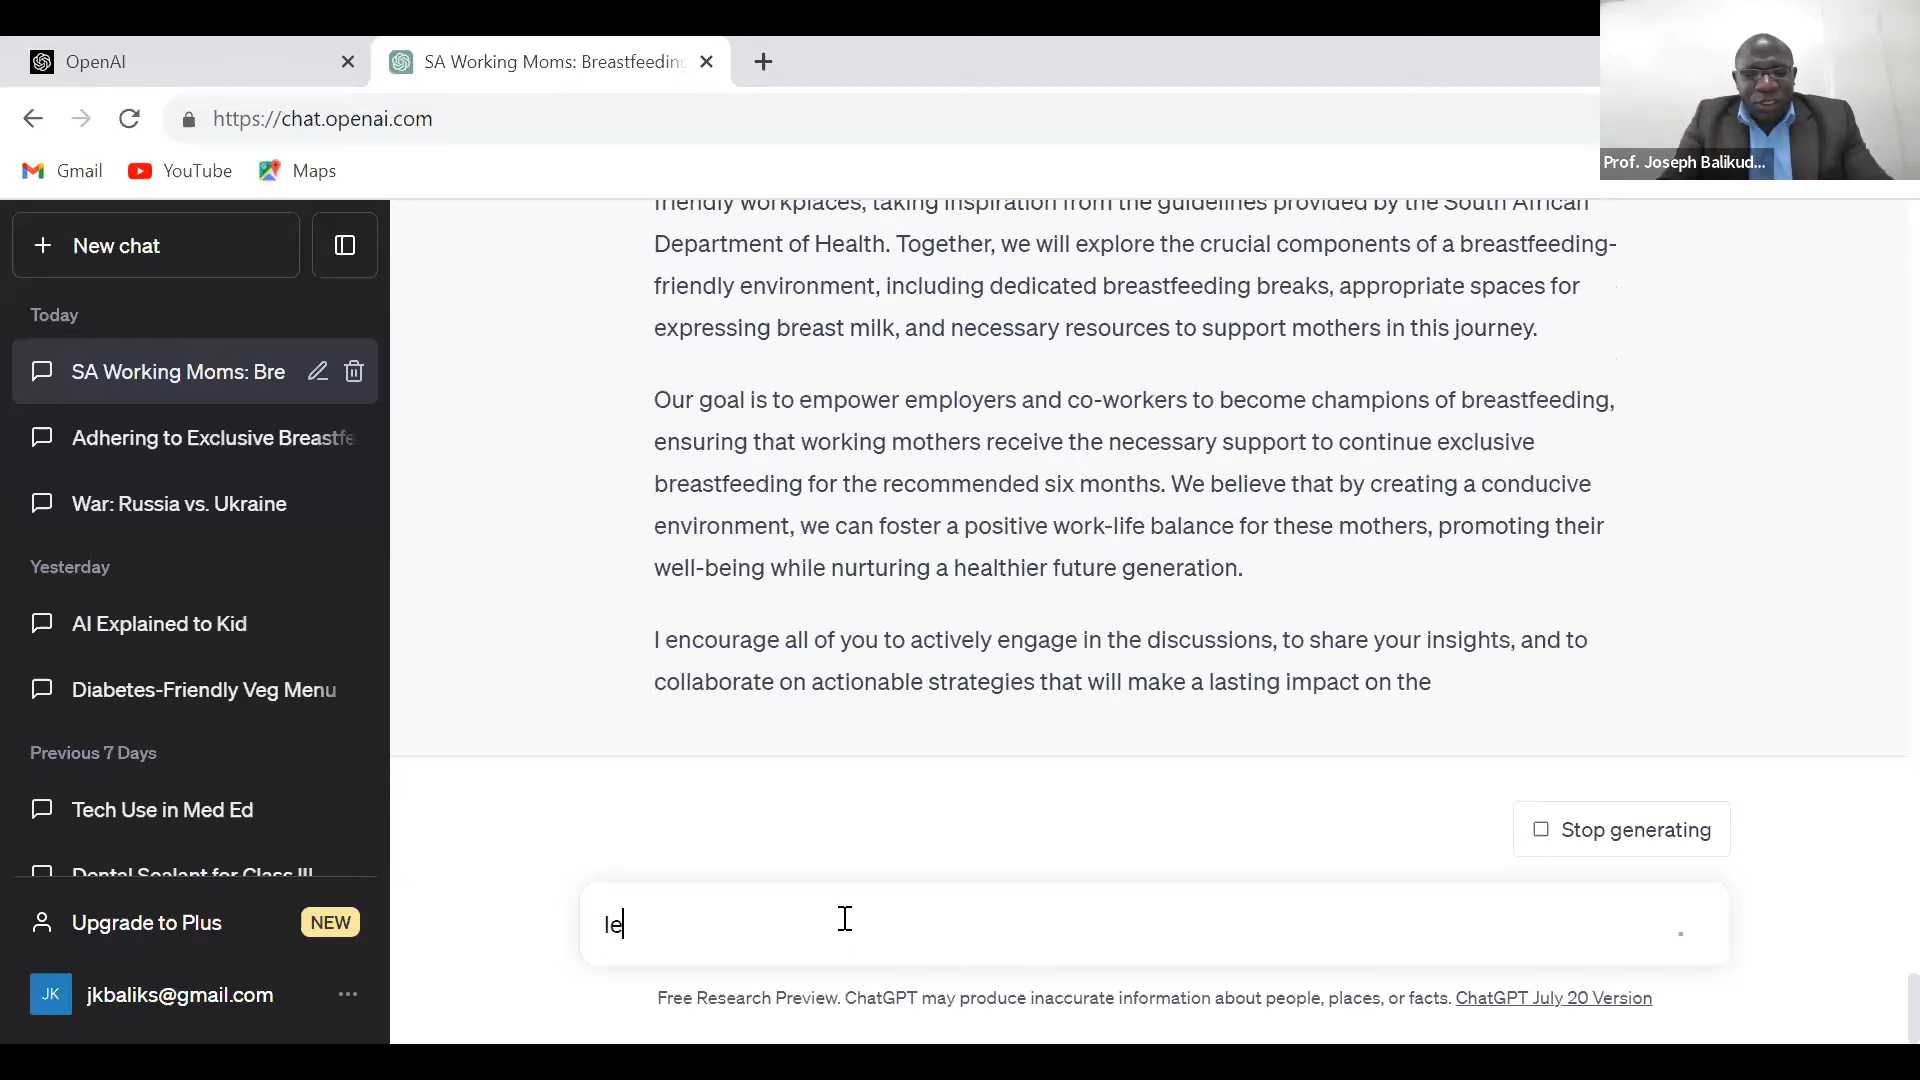 OpenAI
SA Working Moms: Breastfeeding
https://chat.openai.com
Gmail YouTube Maps
Prof. Joseph Balikud...
New chat
Today
SA Working Moms: Bre
Adhering to Exclusive Breastfe
War: Russia vs. Ukraine
Yesterday
AI Explained to Kid
Diabetes-Friendly Veg Menu
Previous 7 Days
Tech Use in Med Ed
Dental Sealant for Class III
Upgrade to Plus NEW
JK jkbaliks@gmail.com ...
friendly workplaces, taking inspiration from the guidelines provided by the South African
Department of Health. Together, we will explore the crucial components of a breastfeeding-
friendly environment, including dedicated breastfeeding breaks, appropriate spaces for
expressing breast milk, and necessary resources to support mothers in this journey.
Our goal is to empower employers and co-workers to become champions of breastfeeding,
ensuring that working mothers receive the necessary support to continue exclusive
breastfeeding for the recommended six months. We believe that by creating a conducive
environment, we can foster a positive work-life balance for these mothers, promoting their
well-being while nurturing a healthier future generation.
I encourage all of you to actively engage in the discussions, to share your insights, and to
collaborate on actionable strategies that will make a lasting impact on the
Stop generating
le
Free Research Preview. ChatGPT may produce inaccurate information about people, places, or facts. ChatGPT July 20 Version